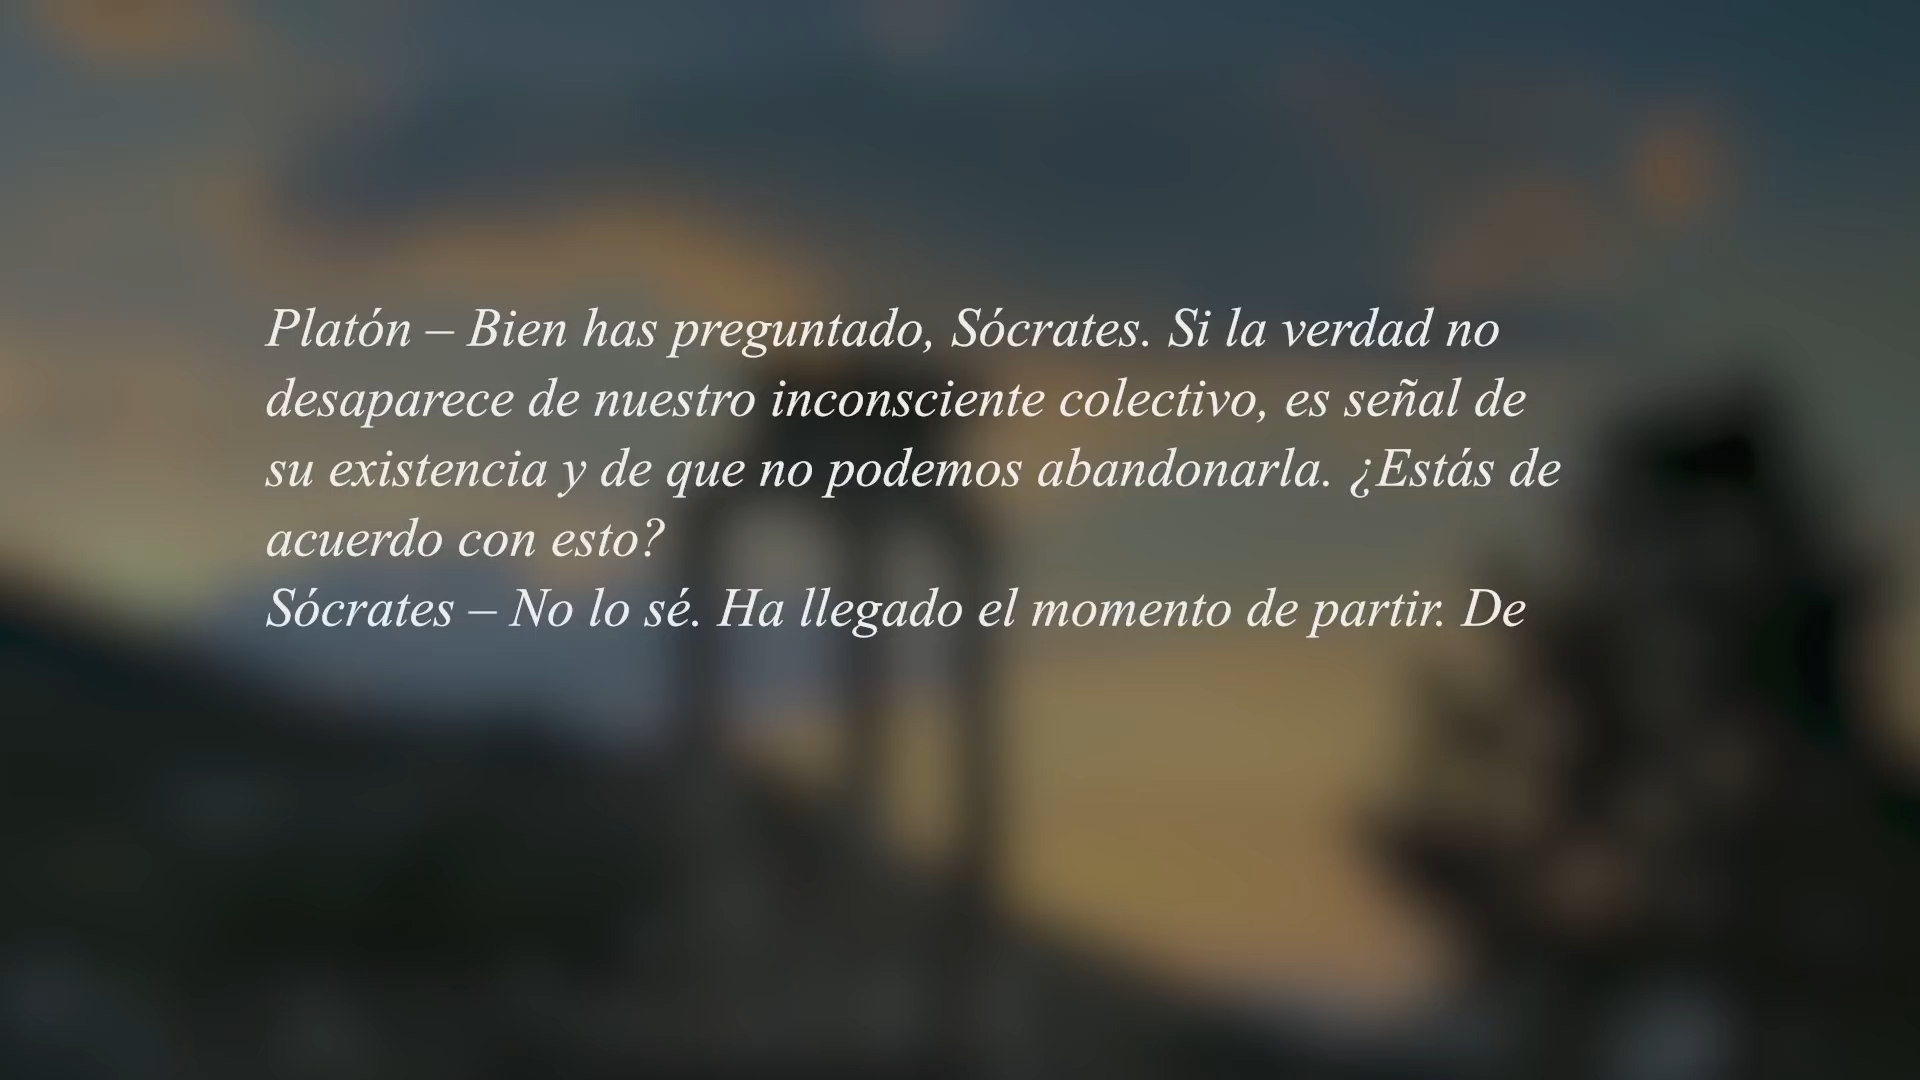 Platón – Bien has preguntado, Sócrates. Si la verdad no
desaparece de nuestro inconsciente colectivo, es señal de
su existencia y de que no podemos abandonarla. ¿Estás de
acuerdo con esto?
Sócrates – No lo sé. Ha llegado el momento de partir. De